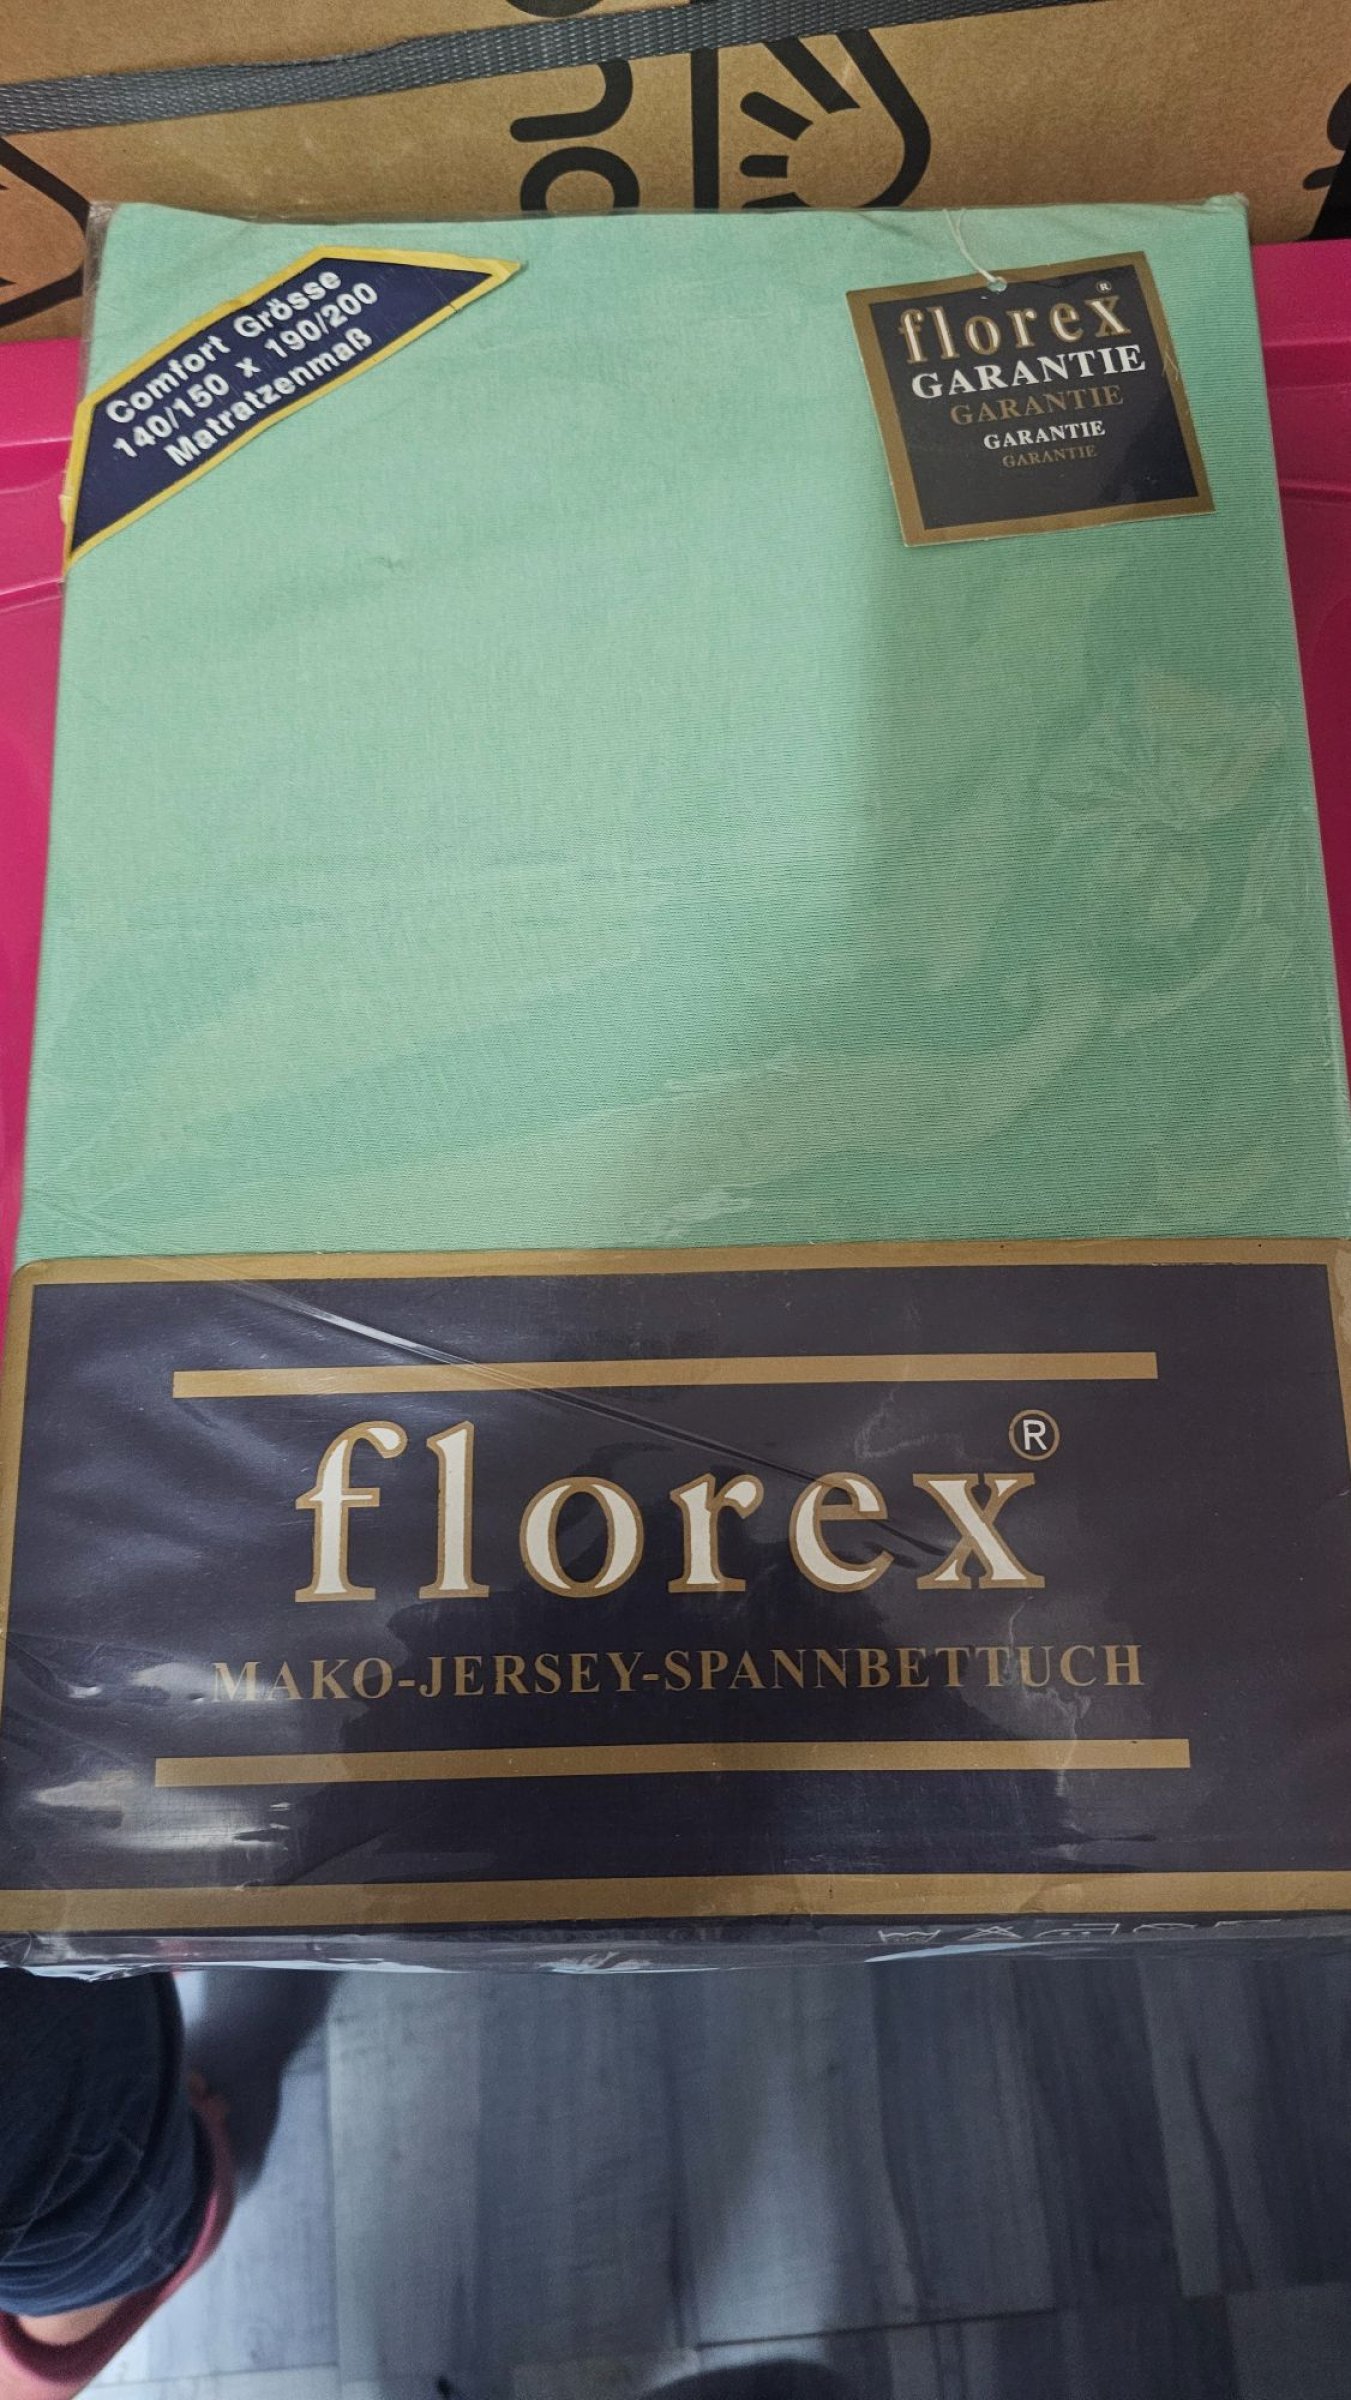 Comfort Grösse
140/150 x 190/200
Matratzenmaß
florex®
GARANTIE
GARANTIE
GARANTIE
GARANTIE
florex®
MAKO-JERSEY-SPANNBETTUCH